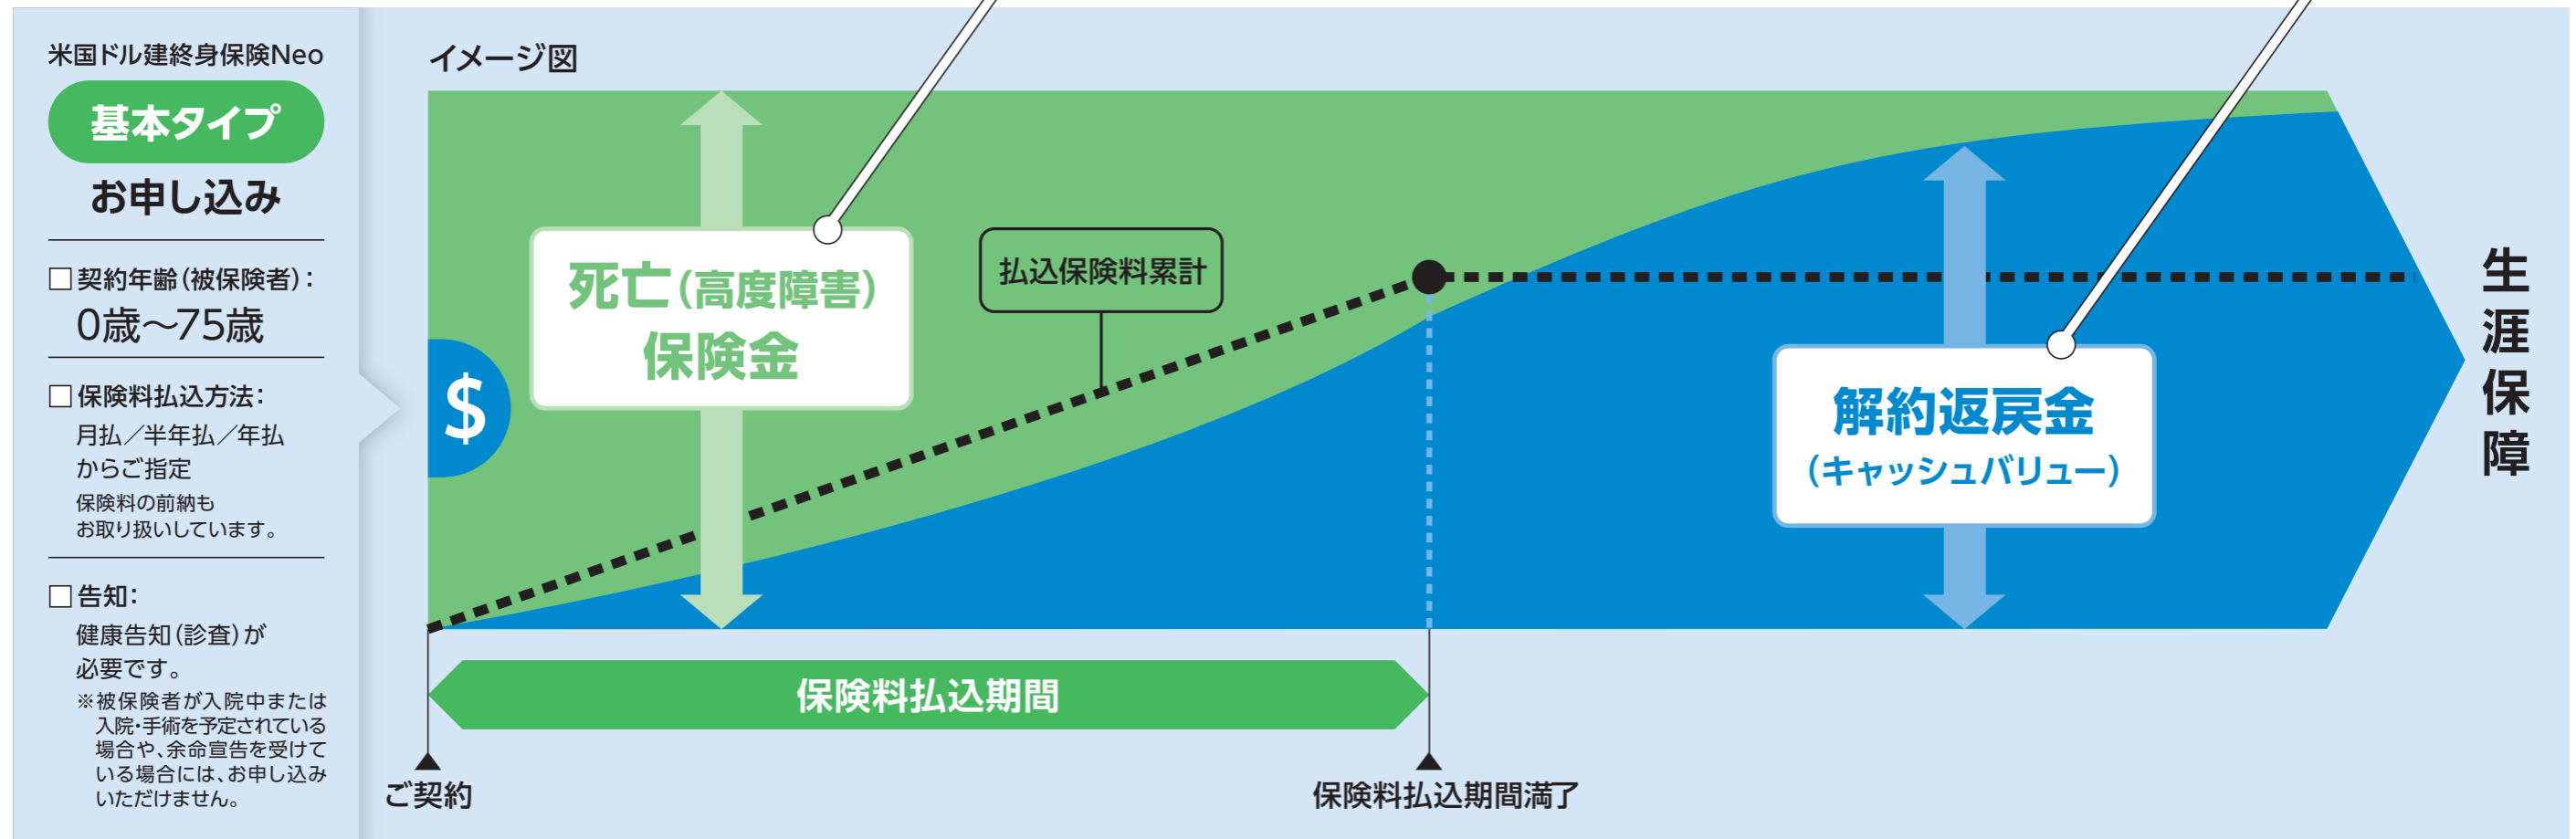 米国ドル建終身保険Neo
基本タイプ
お申し込み
□ 契約年齢(被保険者):
0歳～75歳
□ 保険料払込方法:
月払／半年払／年払
からご指定
保険料の前納も
お取り扱いしています。
□ 告知:
健康告知(診査)が
必要です。
※被保険者が入院中または
入院・手術を予定されている
場合や、余命宣告を受けて
いる場合には、お申し込み
いただけません。
イメージ図
$
死亡(高度障害)
保険金
払込保険料累計
解約返戻金
(キャッシュバリュー)
生涯保障
保険料払込期間
ご契約
保険料払込期間満了